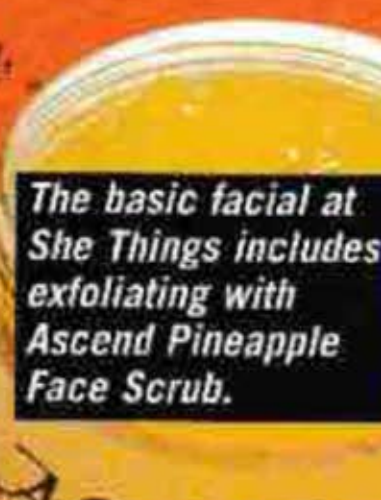 The basic facial at
She Things includes
exfoliating with
Ascend Pineapple
Face Scrub.